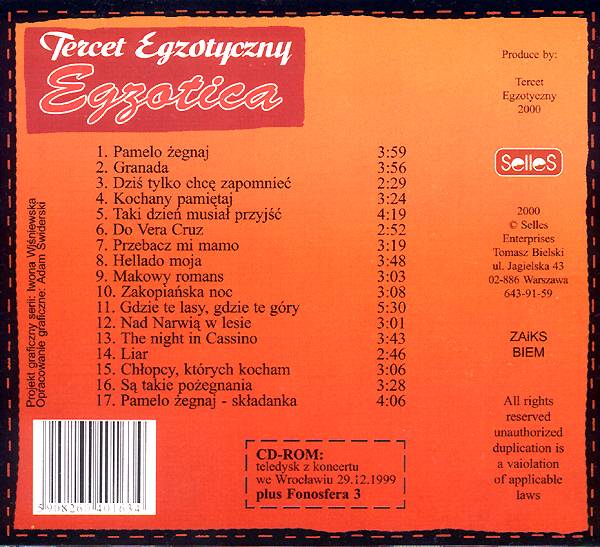 Tercet Egzotyczny
Egzotica
1. Pamelo żegnaj 3:59
2. Granada 3:56
3. Dziś tylko chcę zapomnieć 2:29
4. Kochany pamiętaj 3:24
5. Taki dzień musiał przyjść 4:19
6. Do Vera Cruz 2:52
7. Przebacz mi mamo 3:19
8. Hellado moja 3:48
9. Makowy romans 3:03
10. Zakopiańska noc 3:08
11. Gdzie te lasy, gdzie te góry 5:30
12. Nad Narwią w lesie 3:01
13. The night in Cassino 3:43
14. Liar 2:46
15. Chłopcy, których kocham 3:06
16. Są takie pożegnania 3:28
17. Pamelo żegnaj - składanka 4:06
Projekt graficzny serii: Iwona Wiśniewska
Opracowanie graficzne: Adam Świderski
5 908260 401634
CD-ROM:
teledysk z koncertu
we Wrocławiu 29.12.1999
plus Fonosfera 3
Produce by:
Tercet
Egzotyczny
2000
SelleS
2000
© Selles
Enterprises
Tomasz Bielski
ul. Jagielska 43
02-886 Warszawa
643-91-59
ZAiKS
BIEM
All rights
reserved
unauthorized
duplication is
a vaiolation
of applicable
laws